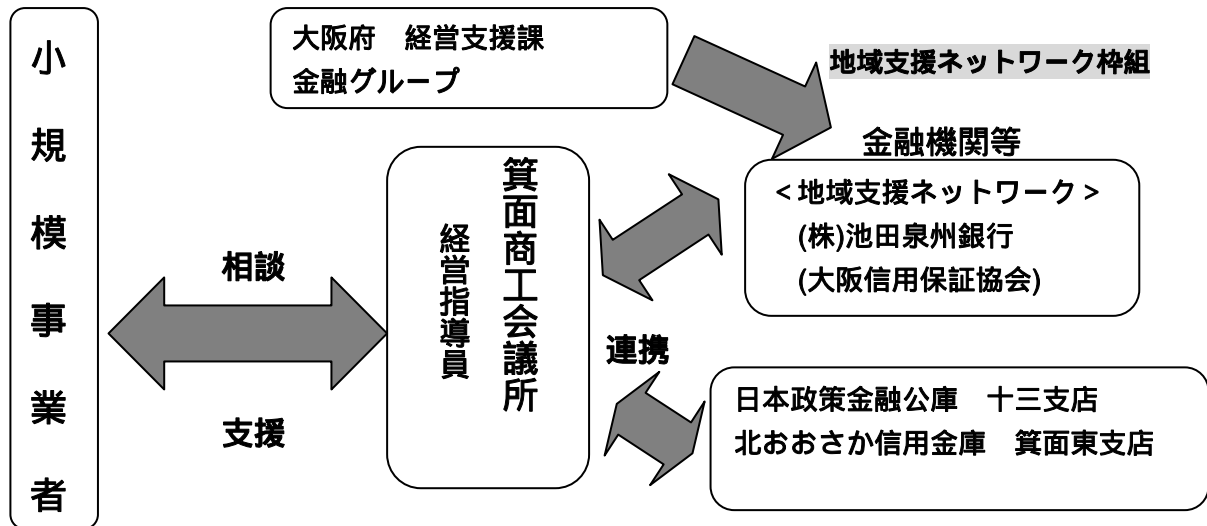 小規模事業者
大阪府　経営支援課
金融グループ
地域支援ネットワーク枠組
金融機関等
＜地域支援ネットワーク＞
(株)池田泉州銀行
(大阪信用保証協会)
箕面商工会議所
経営指導員
相談
支援
連携
日本政策金融公庫　十三支店
北おおさか信用金庫　箕面東支店